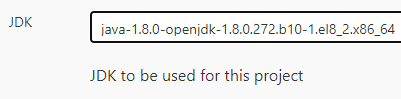 JDK
java-1.8.0-openjdk-1.8.0.272.b10-1.el8_2.x86_64
JDK to be used for this project